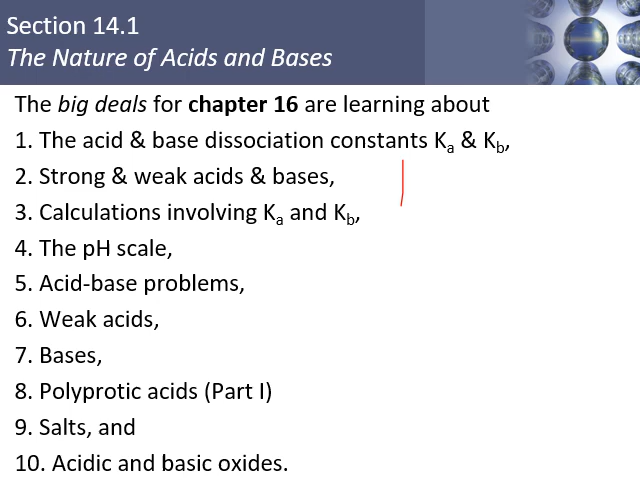 Section 14.1
The Nature of Acids and Bases
The big deals for chapter 16 are learning about
1. The acid & base dissociation constants Ka & Kb,
2. Strong & weak acids & bases,
3. Calculations involving Ka and Kb,
4. The pH scale,
5. Acid-base problems,
6. Weak acids,
7. Bases,
8. Polyprotic acids (Part I)
9. Salts, and
10. Acidic and basic oxides.